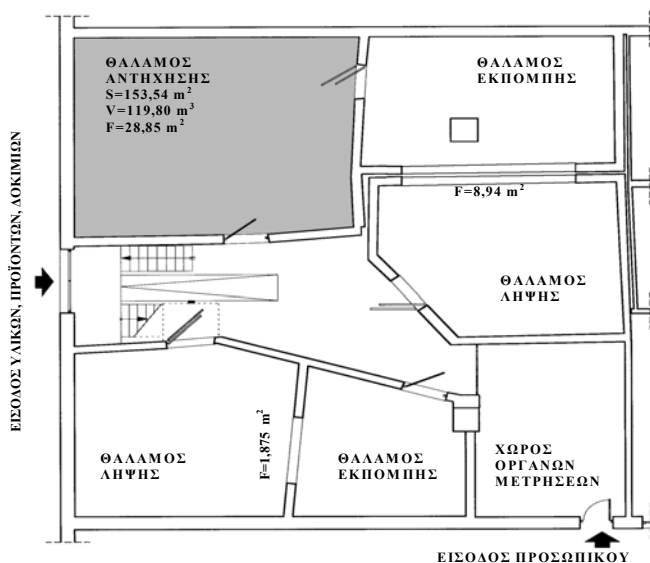 ΘΑΛΑΜΟΣ
ΑΝΤΗΧΗΣΗΣ
S=153,54 m²
V=119,80 m³
F=28,85 m²
ΘΑΛΑΜΟΣ
ΕΚΠΟΜΠΗΣ
F=8,94 m²
ΘΑΛΑΜΟΣ
ΛΗΨΗΣ
ΕΙΣΟΔΟΣ ΥΛΙΚΩΝ, ΠΡΟΪΟΝΤΩΝ, ΔΟΚΙΜΙΩΝ
ΘΑΛΑΜΟΣ
ΛΗΨΗΣ
F=1,875 m²
ΘΑΛΑΜΟΣ
ΕΚΠΟΜΠΗΣ
ΧΩΡΟΣ
ΟΡΓΑΝΩΝ
ΜΕΤΡΗΣΕΩΝ
ΕΙΣΟΔΟΣ ΠΡΟΣΩΠΙΚΟΥ